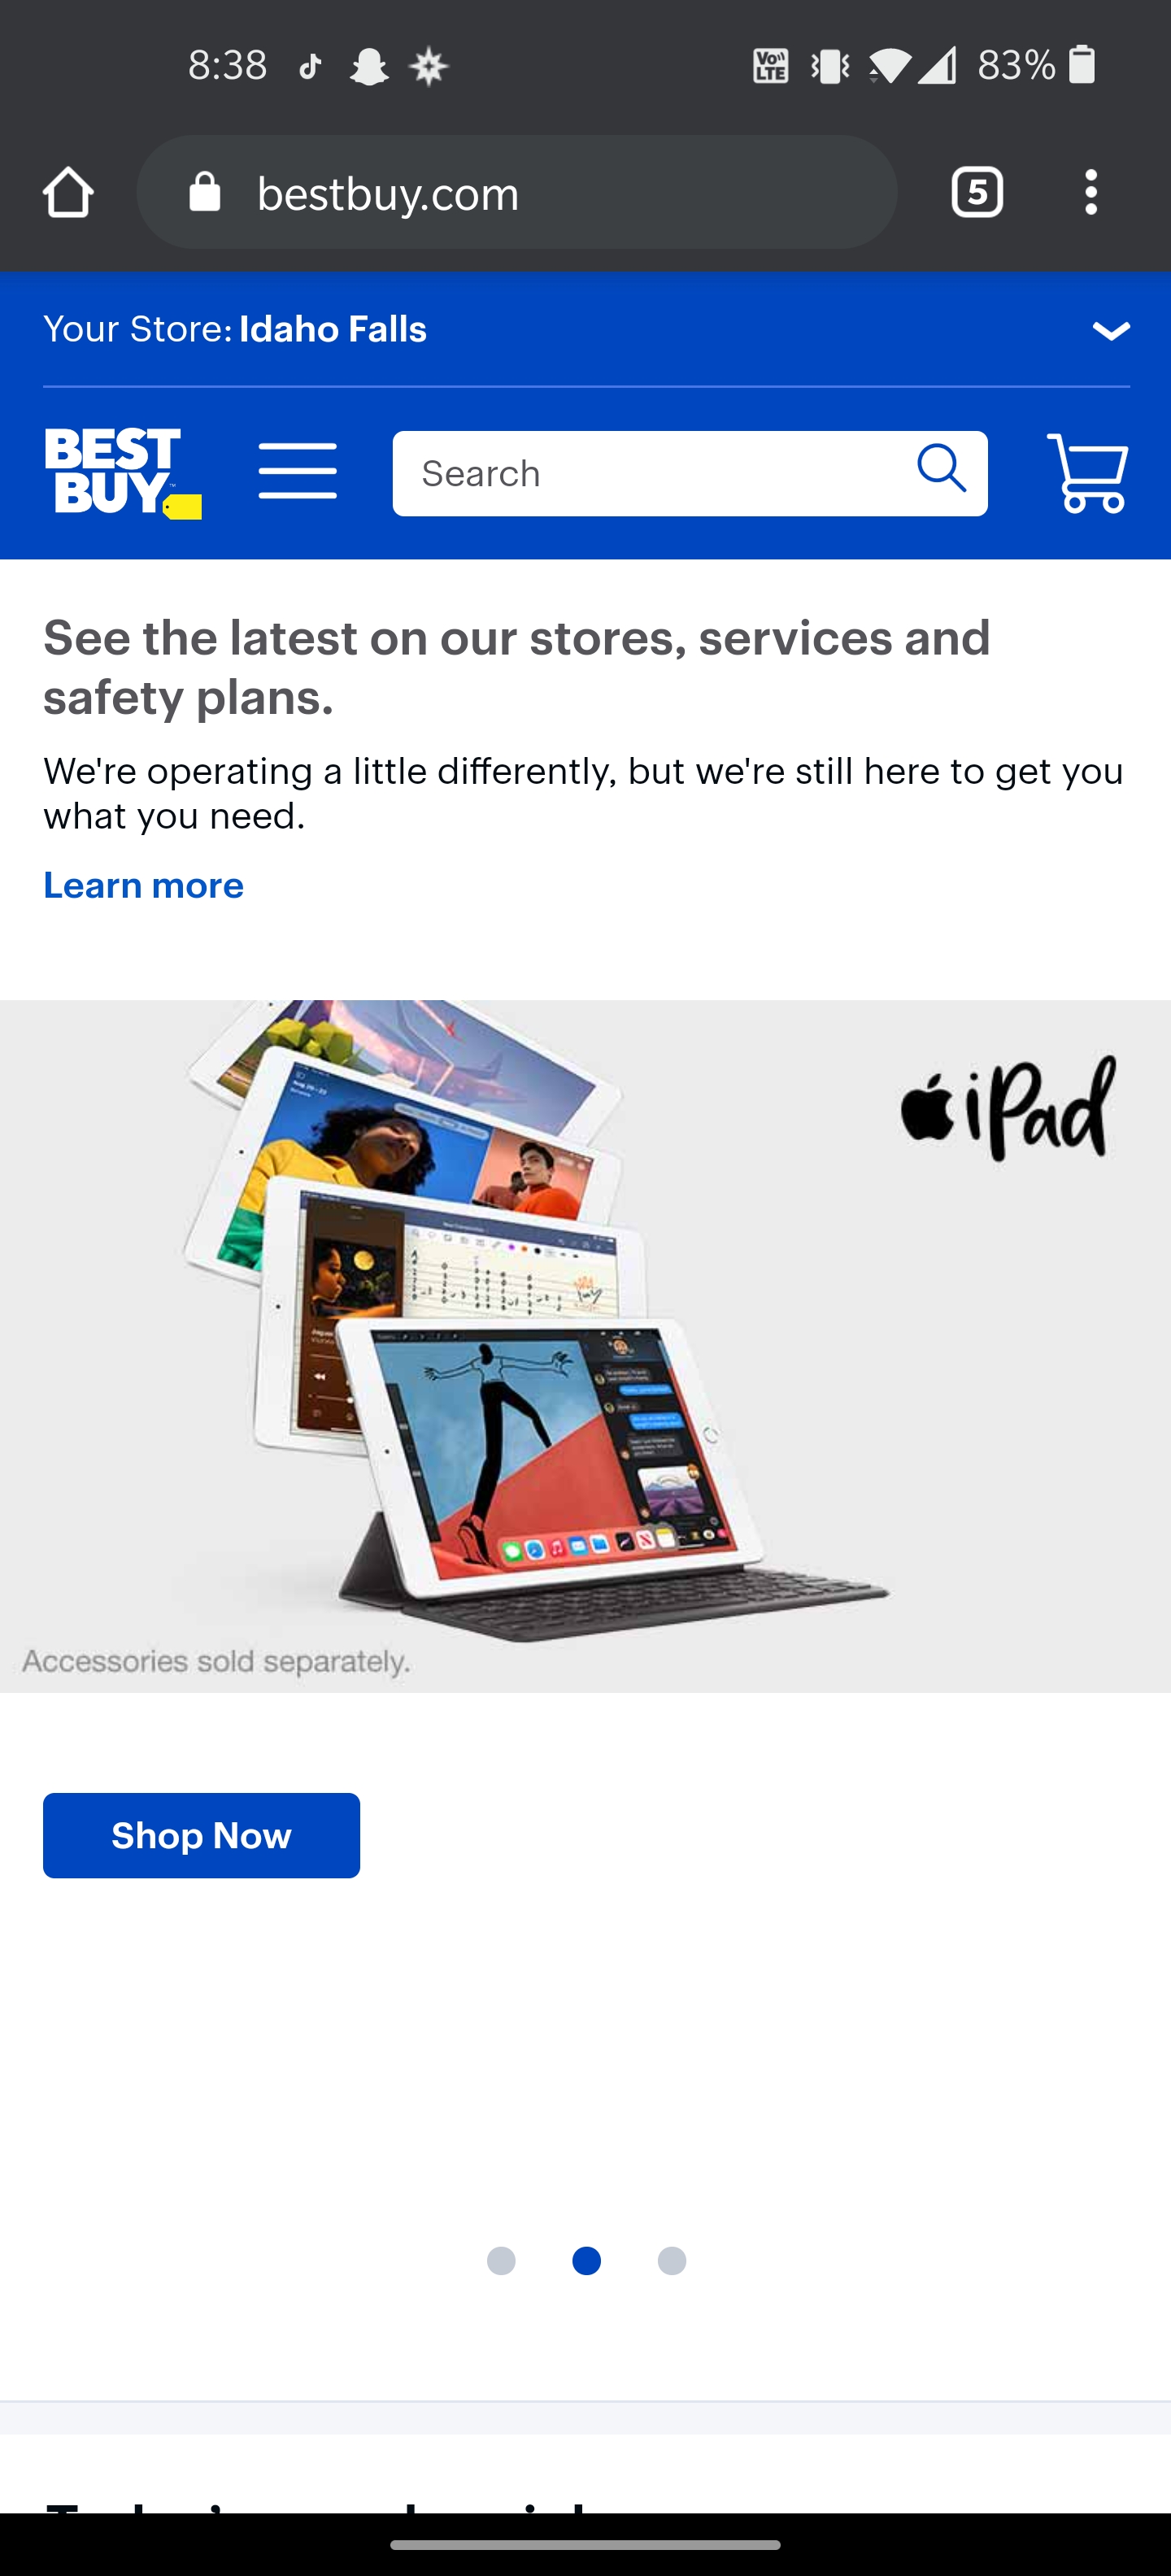 8:38
Vo LTE
83%
bestbuy.com
5
Your Store: Idaho Falls
BEST
BUY
Search
See the latest on our stores, services and
safety plans.
We're operating a little differently, but we're still here to get you
what you need.
Learn more
iPad
Accessories sold separately.
Shop Now